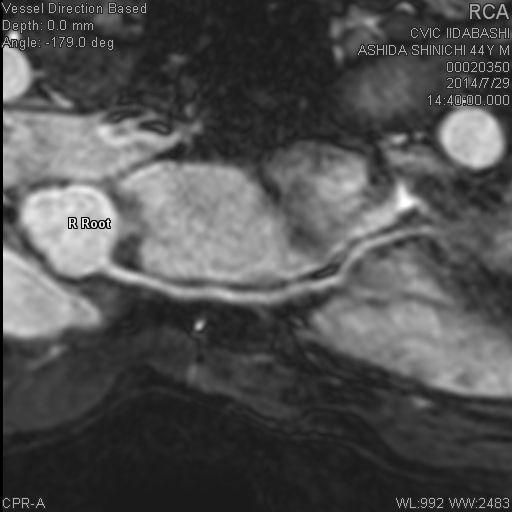 Vessel Direction Based
Depth: 0.0 mm
Angle: -179.0 deg
RCA
CVIC IIDABASHI
ASHIDA SHINICHI 44Y M
00020350
2014/7/29
14:40:00.000
R Root
CPR-A
WL:992 WW:2483